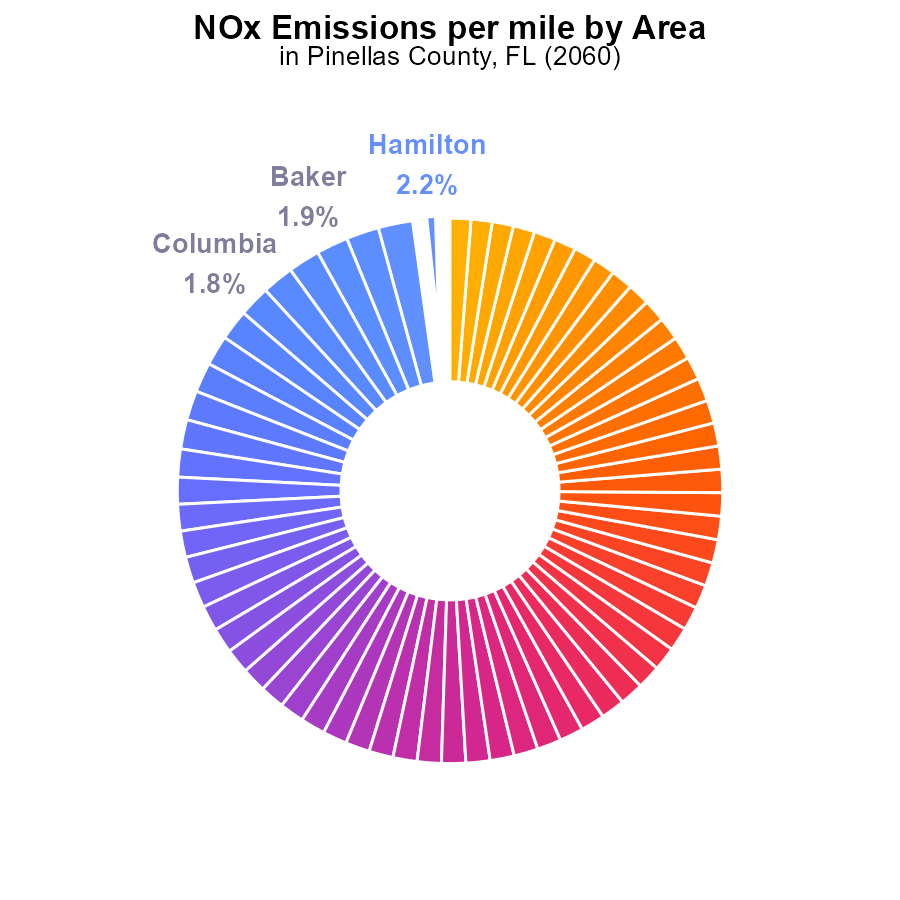 NOx Emissions per mile by Area
in Pinellas County, FL (2060)
Hamilton
2.2%
Baker
1.9%
Columbia
1.8%